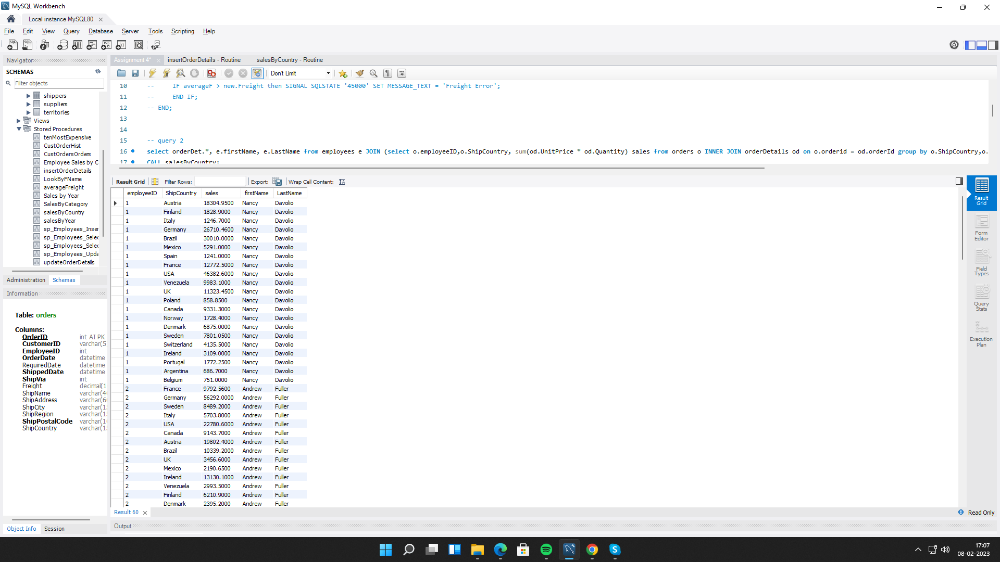 MySQL Workbench
Local instance MySQL80
File Edit View Query Database Server Tools Scripting Help
Navigator
SCHEMAS
Filter objects
shippers
suppliers
territories
Views
Stored Procedures
tenMostExpensive
CustOrderHist
CustOrdersOrders
Employee Sales by C
insertOrderDetails
LookByFName
averageFreight
Sales by Year
SalesByCategory
salesByCountry
salesByYear
sp_Employees_Inser
sp_Employees_Selec
sp_Employees_Selec
sp_Employees_Upda
updateOrderDetails
Administration Schemas
Information
Table: orders
Columns:
OrderID int AI PK
CustomerID varchar(5)
EmployeeID int
OrderDate datetime
RequiredDate datetime
ShippedDate datetime
ShipVia int
Freight decimal(1
ShipName varchar(4
ShipAddress varchar(6
ShipCity varchar(15
ShipRegion varchar(15
ShipPostalCode varchar(1
ShipCountry varchar(15
Object Info Session
Assignment 4* insertOrderDetails - Routine salesByCountry - Routine
Don't Limit
10 -- IF averageF > new.Freight then SIGNAL SQLSTATE '45000' SET MESSAGE_TEXT = 'Freight Error';
11 -- END IF;
12 -- END;
13
14
15 -- query 2
16 select orderDet.*, e.firstName, e.LastName from employees e JOIN (select o.employeeID,o.ShipCountry, sum(od.UnitPrice * od.Quantity) sales from orders o INNER JOIN orderDetails od on o.orderid = od.orderId group by o.ShipCountry,o.
17 CALL salesByCountry;
Result Grid Filter Rows: Export: Wrap Cell Content:
employeeID ShipCountry sales firstName LastName
1 Austria 18304.9500 Nancy Davolio
1 Finland 1828.9000 Nancy Davolio
1 Italy 1246.7000 Nancy Davolio
1 Germany 26710.4600 Nancy Davolio
1 Brazil 30010.0000 Nancy Davolio
1 Mexico 5291.0000 Nancy Davolio
1 Spain 1241.0000 Nancy Davolio
1 France 12772.5000 Nancy Davolio
1 USA 46382.6000 Nancy Davolio
1 Venezuela 9983.1000 Nancy Davolio
1 UK 11323.4500 Nancy Davolio
1 Poland 858.8500 Nancy Davolio
1 Canada 9331.3000 Nancy Davolio
1 Norway 1728.4000 Nancy Davolio
1 Denmark 6875.0000 Nancy Davolio
1 Sweden 7801.0500 Nancy Davolio
1 Switzerland 4135.5000 Nancy Davolio
1 Ireland 3109.0000 Nancy Davolio
1 Portugal 1772.2500 Nancy Davolio
1 Argentina 686.7000 Nancy Davolio
1 Belgium 751.0000 Nancy Davolio
2 France 9792.5600 Andrew Fuller
2 Germany 56292.0000 Andrew Fuller
2 Sweden 8489.2000 Andrew Fuller
2 Italy 5703.8000 Andrew Fuller
2 USA 22780.6000 Andrew Fuller
2 Canada 9143.7000 Andrew Fuller
2 Austria 19802.4000 Andrew Fuller
2 Brazil 10339.2000 Andrew Fuller
2 UK 3456.6000 Andrew Fuller
2 Mexico 2190.6500 Andrew Fuller
2 Ireland 13130.1000 Andrew Fuller
2 Venezuela 2993.5000 Andrew Fuller
2 Finland 6210.9000 Andrew Fuller
2 Denmark 2395.2000 Andrew Fuller
Result 60
Output
Result
Grid
Form
Editor
Field
Types
Query
Stats
Execution
Plan
Read Only
17:07
08-02-2023